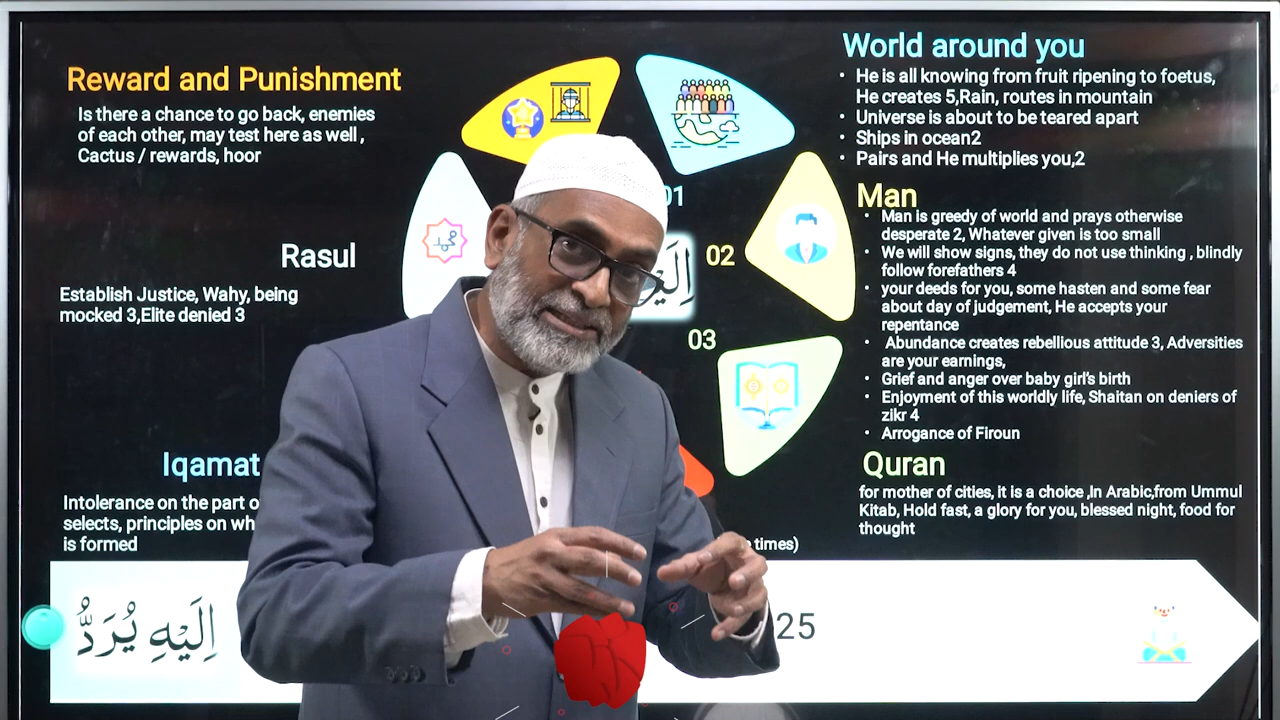 Reward and Punishment
Is there a chance to go back, enemies
of each other, may test here as well ,
Cactus / rewards, hoor
Rasul
Establish Justice, Wahy, being
mocked 3,Elite denied 3
Iqamat
Intolerance on the part o
selects, principles on wh
is formed
01
02
03
World around you
• He is all knowing from fruit ripening to foetus,
He creates 5,Rain, routes in mountain
• Universe is about to be teared apart
• Ships in ocean2
• Pairs and He multiplies you,2
Man
• Man is greedy of world and prays otherwise
desperate 2, Whatever given is too small
• We will show signs, they do not use thinking , blindly
follow forefathers 4
• your deeds for you, some hasten and some fear
about day of judgement, He accepts your
repentance
• Abundance creates rebellious attitude 3, Adversities
are your earnings,
• Grief and anger over baby girl's birth
• Enjoyment of this worldly life, Shaitan on deniers of
zikr 4
• Arrogance of Firoun
Quran
for mother of cities, it is a choice ,In Arabic,from Ummul
Kitab, Hold fast, a glory for you, blessed night, food for
thought
times)
اِلَيْهِ يُرَدُّ
25